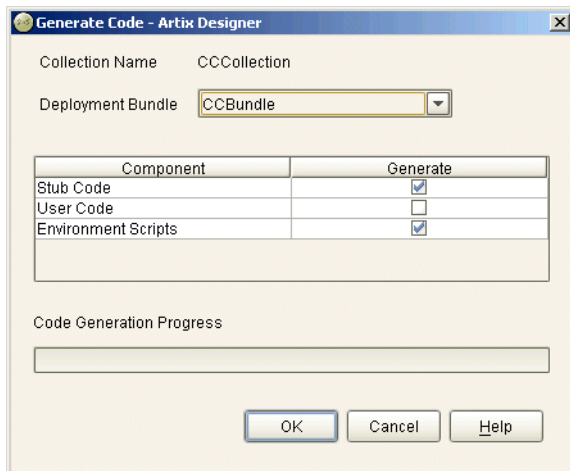 Generate Code - Artix Designer
Collection Name CCCollection
Deployment Bundle CCBundle
Component Generate
Stub Code
User Code
Environment Scripts
Code Generation Progress
OK Cancel Help